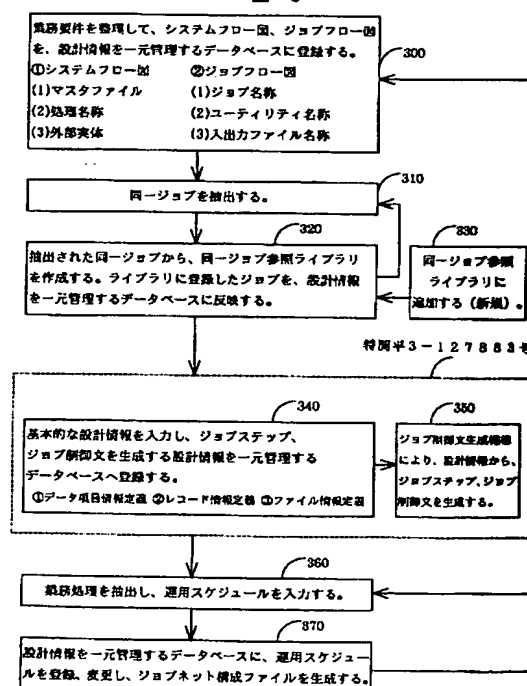 業務要件を整理して、システムフロー図、ジョブフロー図
を、設計情報を一元管理するデータベースに登録する。
①システムフロー図 ②ジョブフロー図
(1)マスタファイル (1)ジョブ名称
(2)処理名称 (2)ユーティリティ名称
(3)外部実体 (3)入出力ファイル名称
300
310
同一ジョブを抽出する。
320
抽出された同一ジョブから、同一ジョブ参照ライブラリ
を作成する。ライブラリに登録したジョブを、設計情報
を一元管理するデータベースに反映する。
330
同一ジョブ参照
ライブラリに
追加する(新規)。
特開平3-127883号
340
基本的な設計情報を入力し、ジョブステップ、
ジョブ制御文を生成する設計情報を一元管理する
データベースへ登録する。
①データ項目情報定義 ②レコード情報定義 ③ファイル情報定義
350
ジョブ制御文生成機構
により、設計情報から、
ジョブステップ、ジョブ
制御文を生成する。
360
業務処理を抽出し、運用スケジュールを入力する。
370
設計情報を一元管理するデータベースに、運用スケジュー
ルを登録、変更し、ジョブネット構成ファイルを生成する。